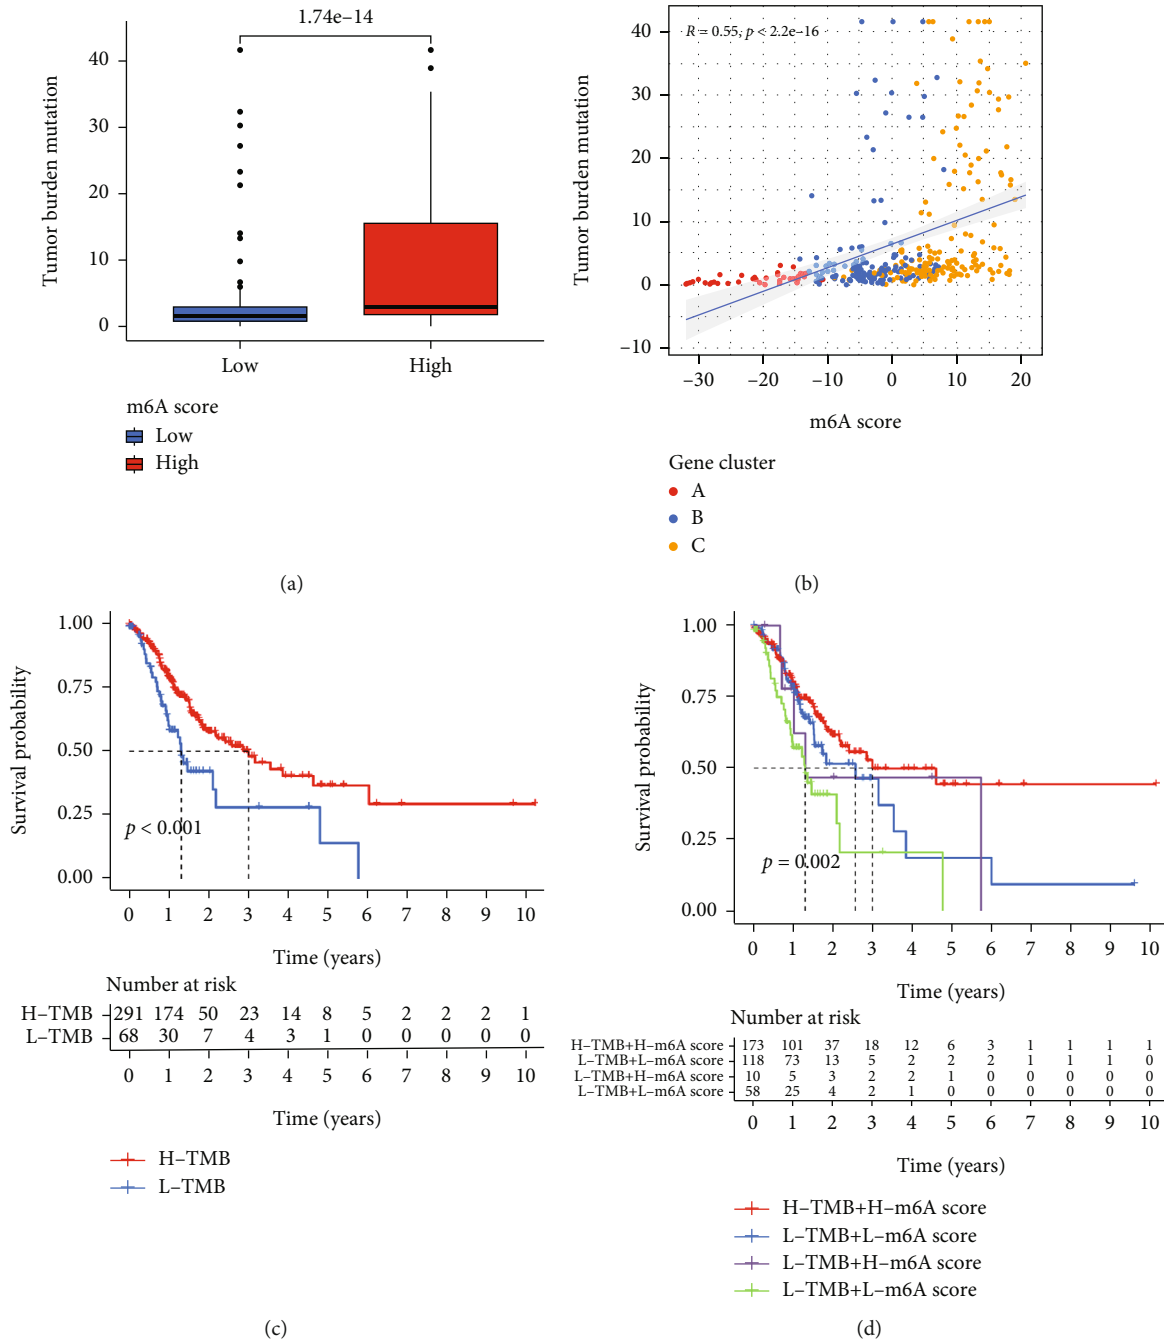 1.74e–14
40
30
20
10
0
Tumor burden mutation
Low
High
m6A score
Low
High
(a)
R = 0.55, p < 2.2e–16
40
30
20
10
0
–10
Tumor burden mutation
–30 –20 –10 0 10 20
m6A score
Gene cluster
A
B
C
(b)
1.00
0.75
0.50
0.25
0.00
Survival probability
p < 0.001
0 1 2 3 4 5 6 7 8 9 10
Time (years)
Number at risk
H–TMB 291 174 50 23 14 8 5 2 2 2 1
L–TMB 68 30 7 4 3 1 0 0 0 0 0
0 1 2 3 4 5 6 7 8 9 10
Time (years)
H–TMB
L–TMB
(c)
1.00
0.75
0.50
0.25
0.00
Survival probability
p = 0.002
0 1 2 3 4 5 6 7 8 9 10
Time (years)
Number at risk
H–TMB+H–m6A score 173 101 37 18 12 6 3 1 1 1 1
L–TMB+L–m6A score 118 73 13 5 2 2 2 1 1 1 0
L–TMB+H–m6A score 10 5 3 2 2 1 0 0 0 0 0
L–TMB+L–m6A score 58 25 4 2 1 0 0 0 0 0 0
0 1 2 3 4 5 6 7 8 9 10
Time (years)
H–TMB+H–m6A score
L–TMB+L–m6A score
L–TMB+H–m6A score
L–TMB+L–m6A score
(d)